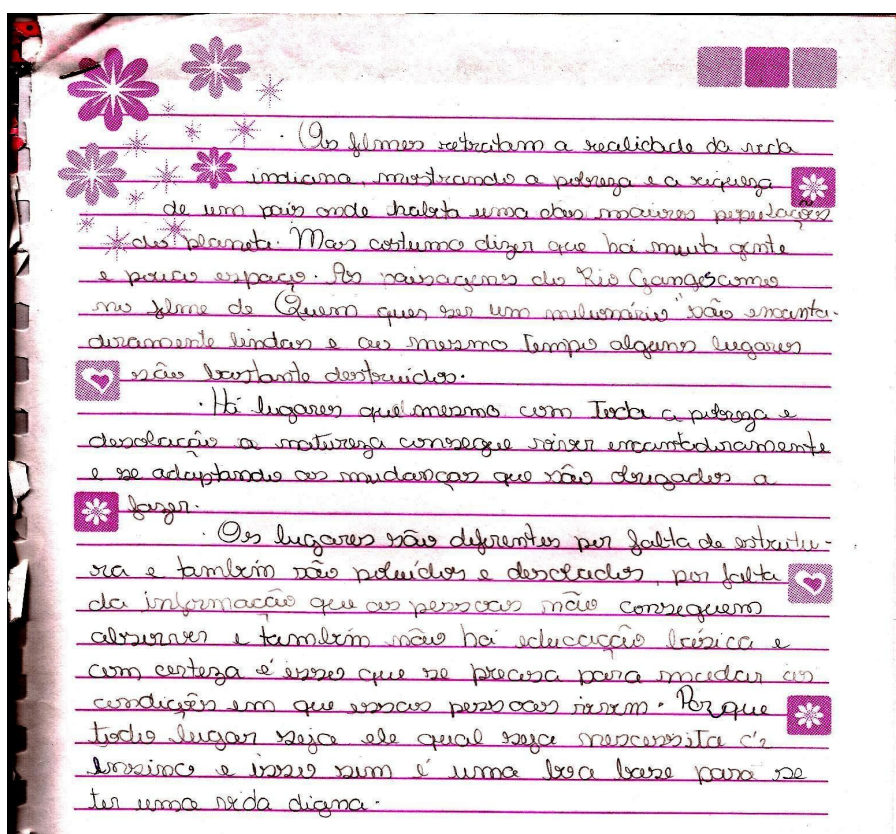 . Os filmes retratam a realidade da vida
indiana, mostrando a pobreza e a riqueza
de um país onde habita uma das maiores populações
do planeta. Mas costumo dizer que há muita gente
e pouco espaço. As paisagens do Rio Ganges como
no filme de Quem quer ser um milionário" são encanta-
doramente lindas e ao mesmo tempo alguns lugares
são bastante destruídos.
. Há lugares que mesmo com toda a pobreza e
desolacção a natureza consegue viver encantadoramente
e se adaptando as mudanças que são obrigados a
fazer.
. Os lugares são diferentes por falta de estrutu-
ra e também são poluídos e desolados, por falta
da informação que as pessoas não conseguem
absorver e também não há educacção básica e
com certeza é isso que se precisa para mudar as
condições em que essas pessoas vivem. Porque
todo lugar seja ele qual seja nescessita de
ensino e isso sim é uma boa base para se
ter uma vida digna.